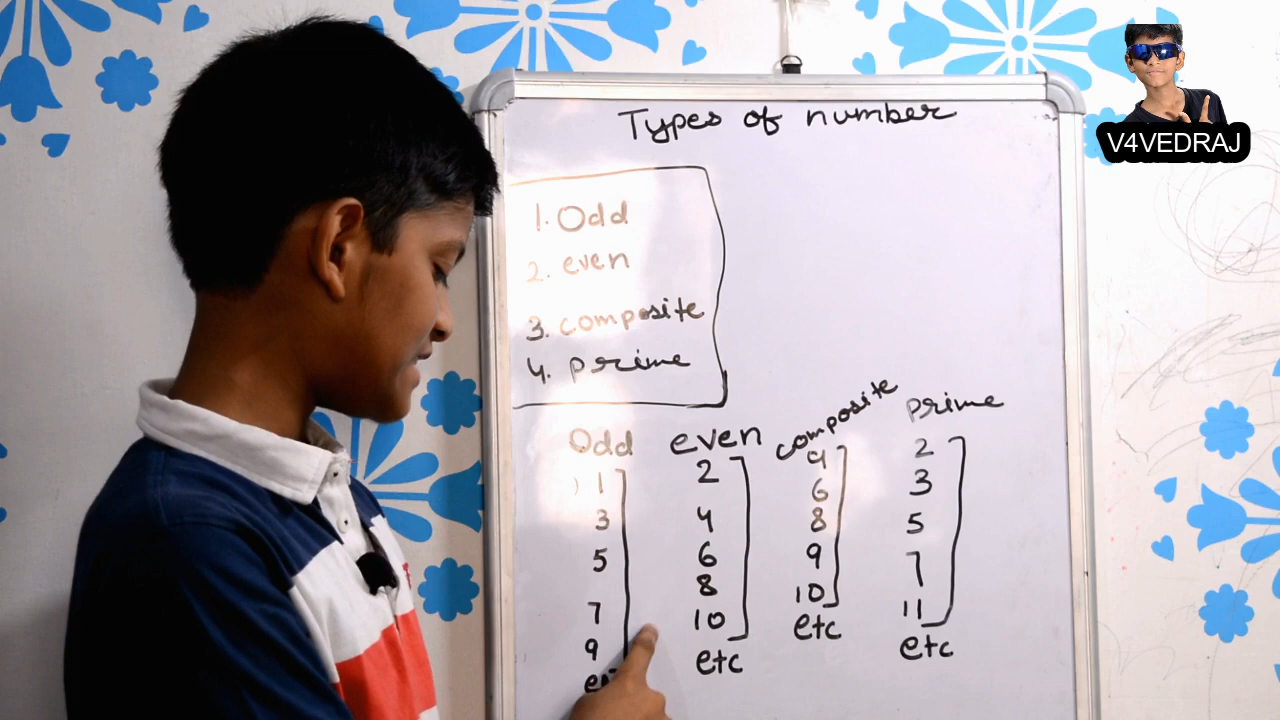 Types of number
V4VEDRAJ
1. Odd
2. even
3. composite
4. prime
Odd
1
3
5
7
9
even
2
4
6
8
10
etc
composite
4
6
8
9
10
etc
prime
2
3
5
7
11
etc